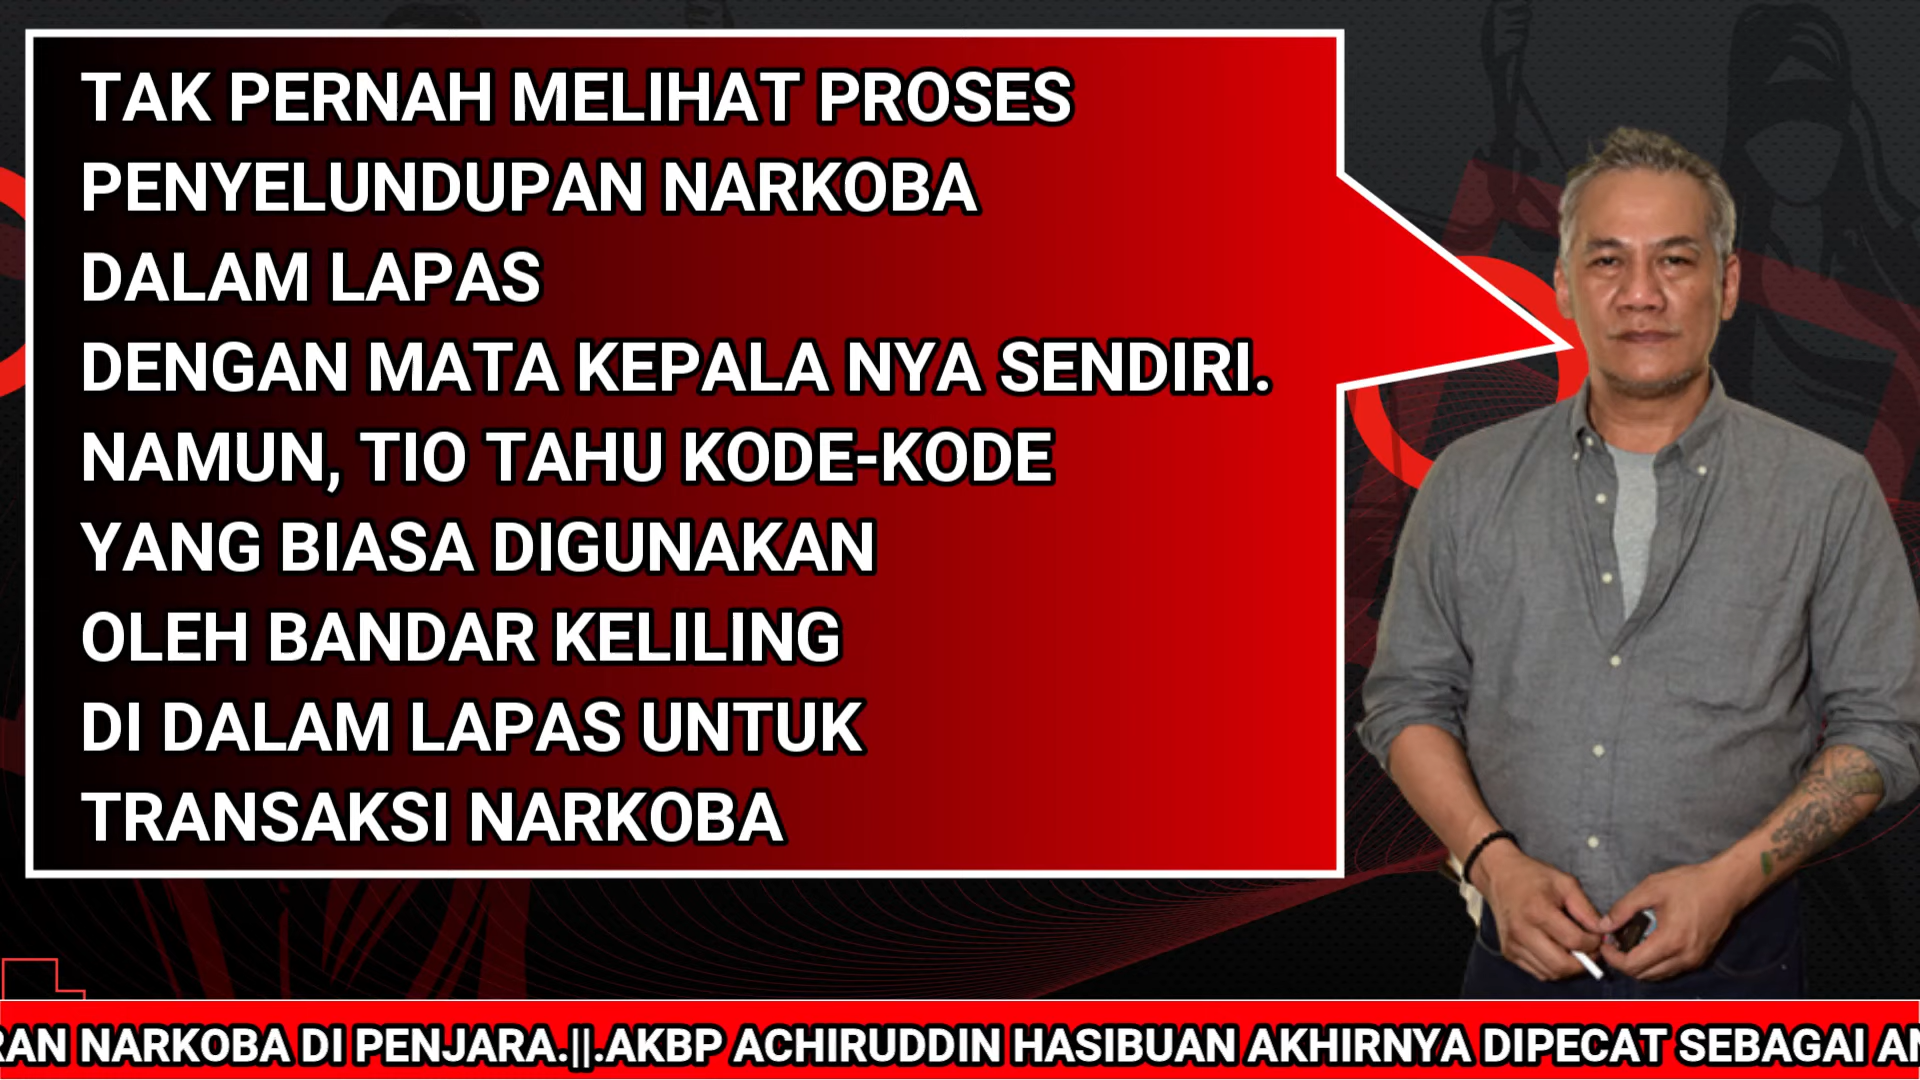 TAK PERNAH MELIHAT PROSES
PENYELUNDUPAN NARKOBA
DALAM LAPAS
DENGAN MATA KEPALA NYA SENDIRI.
NAMUN, TIO TAHU KODE-KODE
YANG BIASA DIGUNAKAN
OLEH BANDAR KELILING
DI DALAM LAPAS UNTUK
TRANSAKSI NARKOBA
RAN NARKOBA DI PENJARA.||.AKBP ACHIRUDDIN HASIBUAN AKHIRNYA DIPECAT SEBAGAI AN